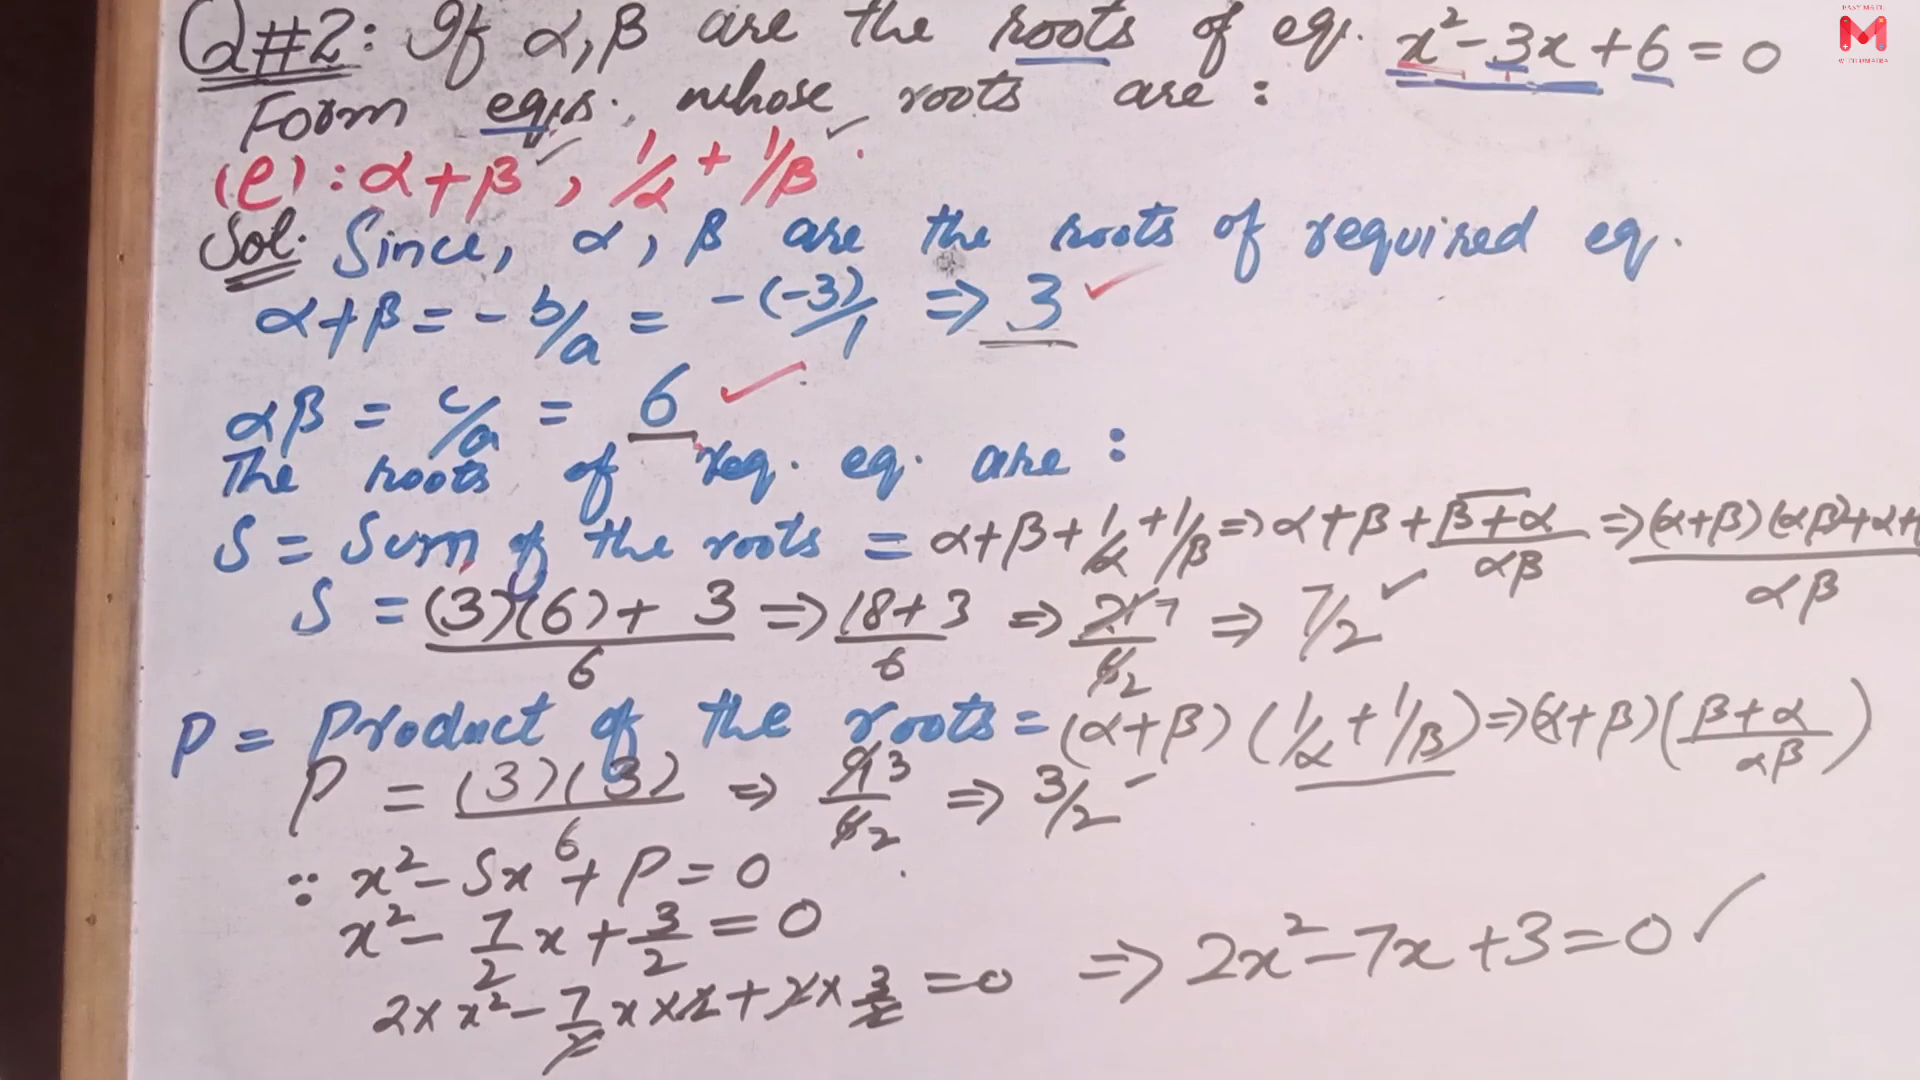 Q#2: If α, β are the roots of eq. x² - 3x + 6 = 0
Form eqs. whose roots are :
(e) : α + β , 1/α + 1/β .
Sol. Since, α, β are the roots of required eq.
α + β = - b/a = -(-3)/1 => 3
αβ = c/a = 6
The roots of req. eq. are :
S = Sum of the roots = α + β + 1/α + 1/β => α + β + (β + α)/αβ => (α + β)(αβ) + α +/αβ
S = ((3)(6) + 3)/6 => (18 + 3)/6 => 21 7/6 2 => 7/2
P = Product of the roots = (α + β) (1/α + 1/β) => (α + β) ((β + α)/αβ)
P = (3)(3)/6 => 9 3/6 2 => 3/2
∵ x² - Sx + P = 0
x² - 7/2 x + 3/2 = 0
2 × x² - 7/2 x × 2 + 2 × 3/2 = 0 => 2x² - 7x + 3 = 0